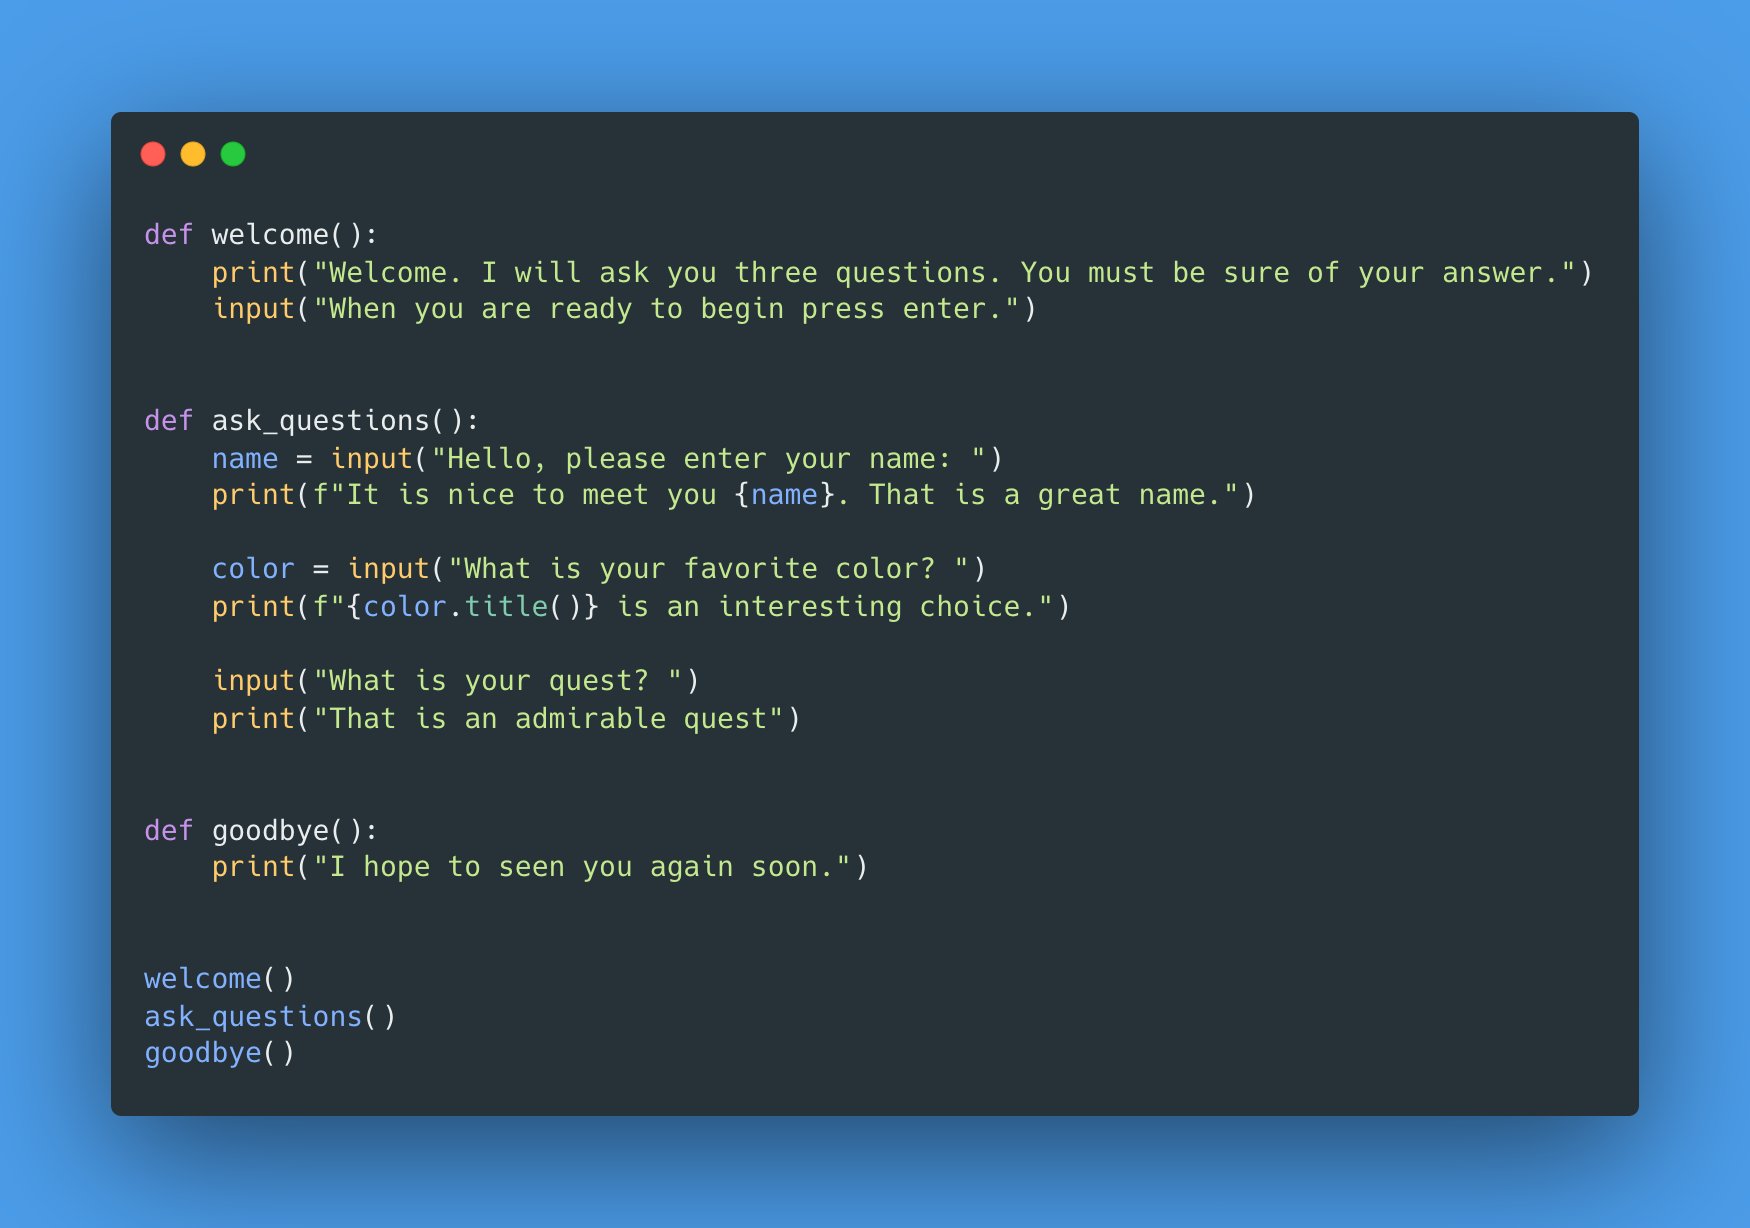 def welcome():
    print("Welcome. I will ask you three questions. You must be sure of your answer.")
    input("When you are ready to begin press enter.")
def ask_questions():
    name = input("Hello, please enter your name: ")
    print(f"It is nice to meet you {name}. That is a great name.")
    color = input("What is your favorite color? ")
    print(f"{color.title()} is an interesting choice.")
    input("What is your quest? ")
    print("That is an admirable quest")
def goodbye():
    print("I hope to seen you again soon.")
welcome()
ask_questions()
goodbye()